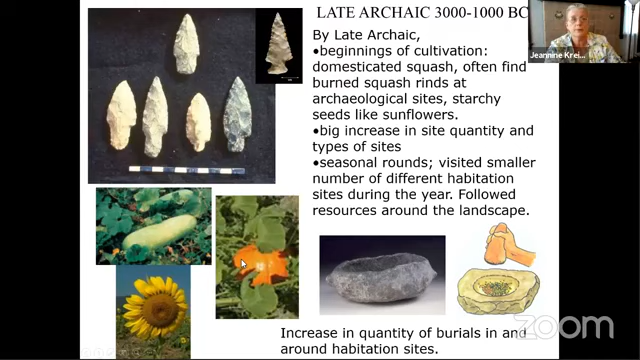 LATE ARCHAIC 3000-1000 BC
By Late Archaic,
•beginnings of cultivation:
domesticated squash, often find
burned squash rinds at
archaeological sites, starchy
seeds like sunflowers.
•big increase in site quantity and
types of sites
•seasonal rounds; visited smaller
number of different habitation
sites during the year. Followed
resources around the landscape.
Increase in quantity of burials in and
around habitation sites.
Jeannine Krei...
zoom